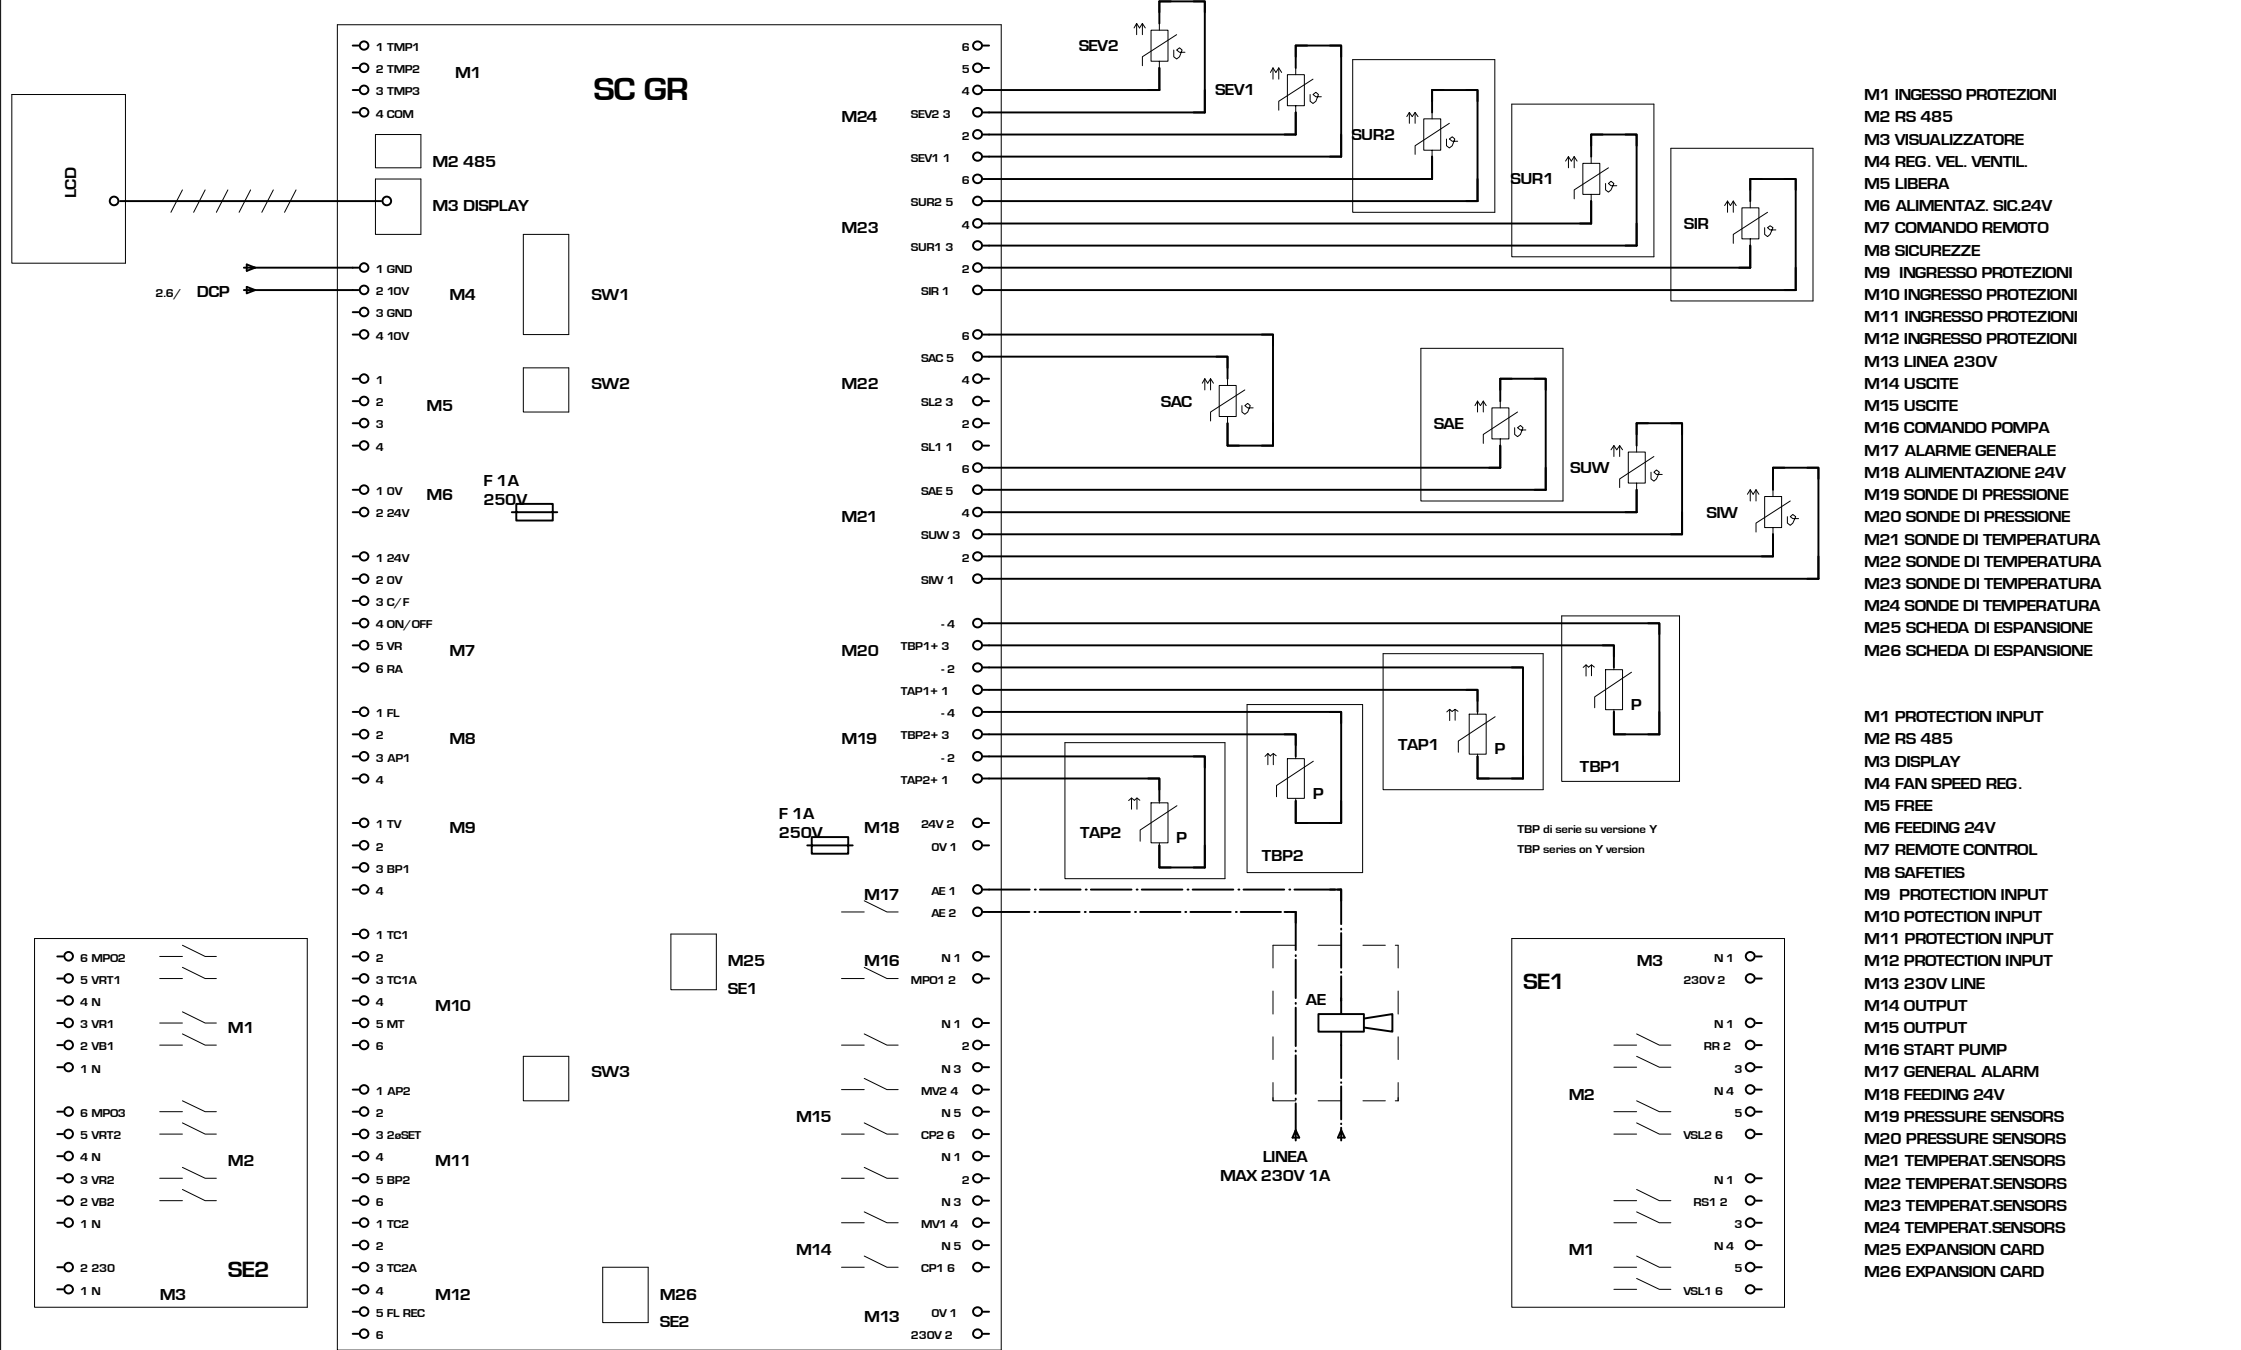 LCD
2.6/ DCP
SC GR
1 TMP1
2 TMP2
3 TMP3
4 COM
M1
M2 485
M3 DISPLAY
1 GND
2 10V
3 GND
4 10V
M4
SW1
1
2
3
4
M5
SW2
1 0V
2 24V
M6
F 1A
250V
1 24V
2 0V
3 C/F
4 ON/OFF
5 VR
6 RA
M7
1 FL
2
3 AP1
4
M8
1 TV
2
3 BP1
4
M9
1 TC1
2
3 TC1A
4
5 MT
6
M10
1 AP2
2
3 2øSET
4
5 BP2
6
M11
1 TC2
2
3 TC2A
4
5 FL REC
6
M12
SW3
M25
SE1
M26
SE2
6
5
4
SEV2 3
2
SEV1 1
M24
6
SUR2 5
4
SUR1 3
2
SIR 1
M23
6
SAC 5
4
SL2 3
2
SL1 1
M22
6
SAE 5
4
SUW 3
2
SIW 1
M21
- 4
TBP1+ 3
- 2
TAP1+ 1
M20
- 4
TBP2+ 3
- 2
TAP2+ 1
M19
F 1A
250V
M18
24V 2
0V 1
M17
AE 1
AE 2
M16
N 1
MPO1 2
N 1
2
N 3
MV2 4
N 5
CP2 6
M15
N 1
2
N 3
MV1 4
N 5
CP1 6
M14
M13
0V 1
230V 2
SEV2
SEV1
SUR2
SUR1
SIR
SAC
SAE
SUW
SIW
TBP1
P
TAP1
P
TBP2
P
TAP2
P
TBP di serie su versione Y
TBP series on Y version
AE
LINEA
MAX 230V 1A
6 MPO2
5 VRT1
4 N
3 VR1
2 VB1
1 N
M1
6 MPO3
5 VRT2
4 N
3 VR2
2 VB2
1 N
M2
2 230
1 N
M3
SE2
SE1
M3
N 1
230V 2
N 1
RR 2
3
N 4
5
VSL2 6
M2
N 1
RS1 2
3
N 4
5
VSL1 6
M1
M1 INGESSO PROTEZIONI
M2 RS 485
M3 VISUALIZZATORE
M4 REG. VEL. VENTIL.
M5 LIBERA
M6 ALIMENTAZ. SIC.24V
M7 COMANDO REMOTO
M8 SICUREZZE
M9 INGRESSO PROTEZIONI
M10 INGRESSO PROTEZIONI
M11 INGRESSO PROTEZIONI
M12 INGRESSO PROTEZIONI
M13 LINEA 230V
M14 USCITE
M15 USCITE
M16 COMANDO POMPA
M17 ALARME GENERALE
M18 ALIMENTAZIONE 24V
M19 SONDE DI PRESSIONE
M20 SONDE DI PRESSIONE
M21 SONDE DI TEMPERATURA
M22 SONDE DI TEMPERATURA
M23 SONDE DI TEMPERATURA
M24 SONDE DI TEMPERATURA
M25 SCHEDA DI ESPANSIONE
M26 SCHEDA DI ESPANSIONE
M1 PROTECTION INPUT
M2 RS 485
M3 DISPLAY
M4 FAN SPEED REG.
M5 FREE
M6 FEEDING 24V
M7 REMOTE CONTROL
M8 SAFETIES
M9 PROTECTION INPUT
M10 POTECTION INPUT
M11 PROTECTION INPUT
M12 PROTECTION INPUT
M13 230V LINE
M14 OUTPUT
M15 OUTPUT
M16 START PUMP
M17 GENERAL ALARM
M18 FEEDING 24V
M19 PRESSURE SENSORS
M20 PRESSURE SENSORS
M21 TEMPERAT.SENSORS
M22 TEMPERAT.SENSORS
M23 TEMPERAT.SENSORS
M24 TEMPERAT.SENSORS
M25 EXPANSION CARD
M26 EXPANSION CARD